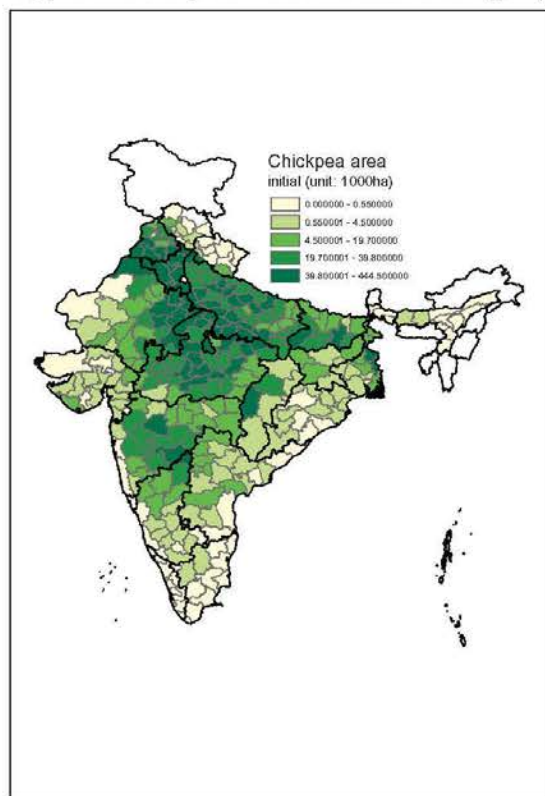 Chickpea area
initial (unit: 1000ha)
0.000000 - 0.550000
0.550001 - 4.500000
4.500001 - 19.700000
19.700001 - 39.800000
39.800001 - 444.500000